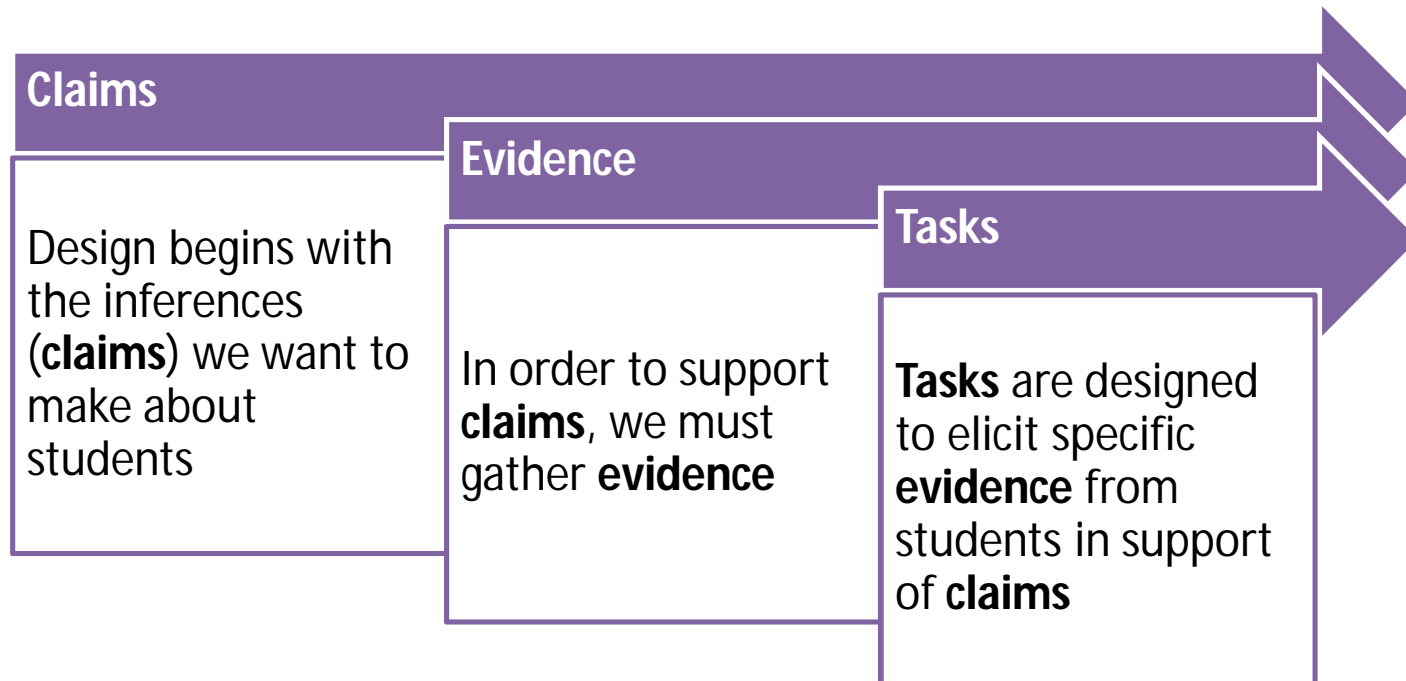 Claims
Design begins with
the inferences
(claims) we want to
make about
students
Evidence
In order to support
claims, we must
gather evidence
Tasks
Tasks are designed
to elicit specific
evidence from
students in support
of claims